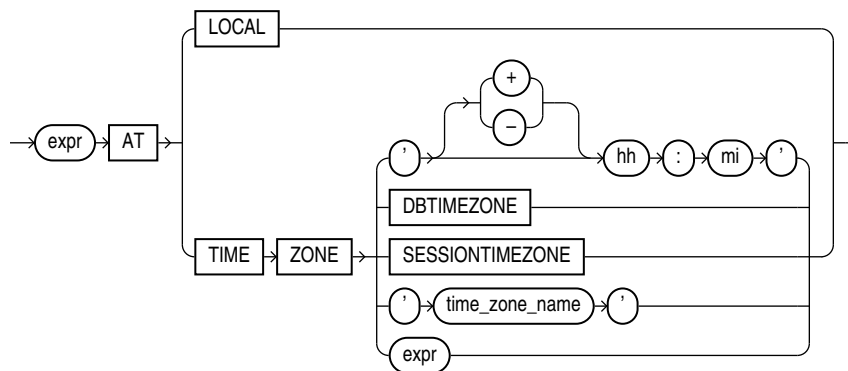 LOCAL
+
–
expr AT ’ hh : mi ’
DBTIMEZONE
TIME ZONE SESSIONTIMEZONE
’ time_zone_name ’
expr